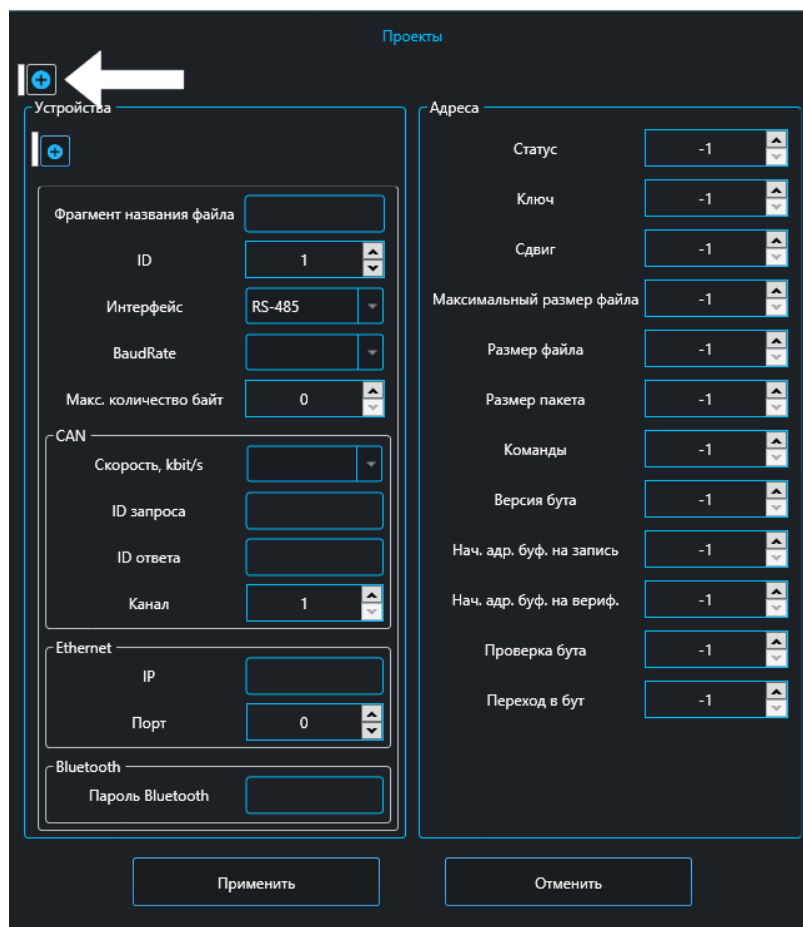 Проекты
Устройства
Фрагмент названия файла
ID 1
Интерфейс RS-485
BaudRate
Макс. количество байт 0
CAN
Скорость, kbit/s
ID запроса
ID ответа
Канал 1
Ethernet
IP
Порт 0
Bluetooth
Пароль Bluetooth
Адреса
Статус -1
Ключ -1
Сдвиг -1
Максимальный размер файла -1
Размер файла -1
Размер пакета -1
Команды -1
Версия бута -1
Нач. адр. буф. на запись -1
Нач. адр. буф. на вериф. -1
Проверка бута -1
Переход в бут -1
Применить
Отменить